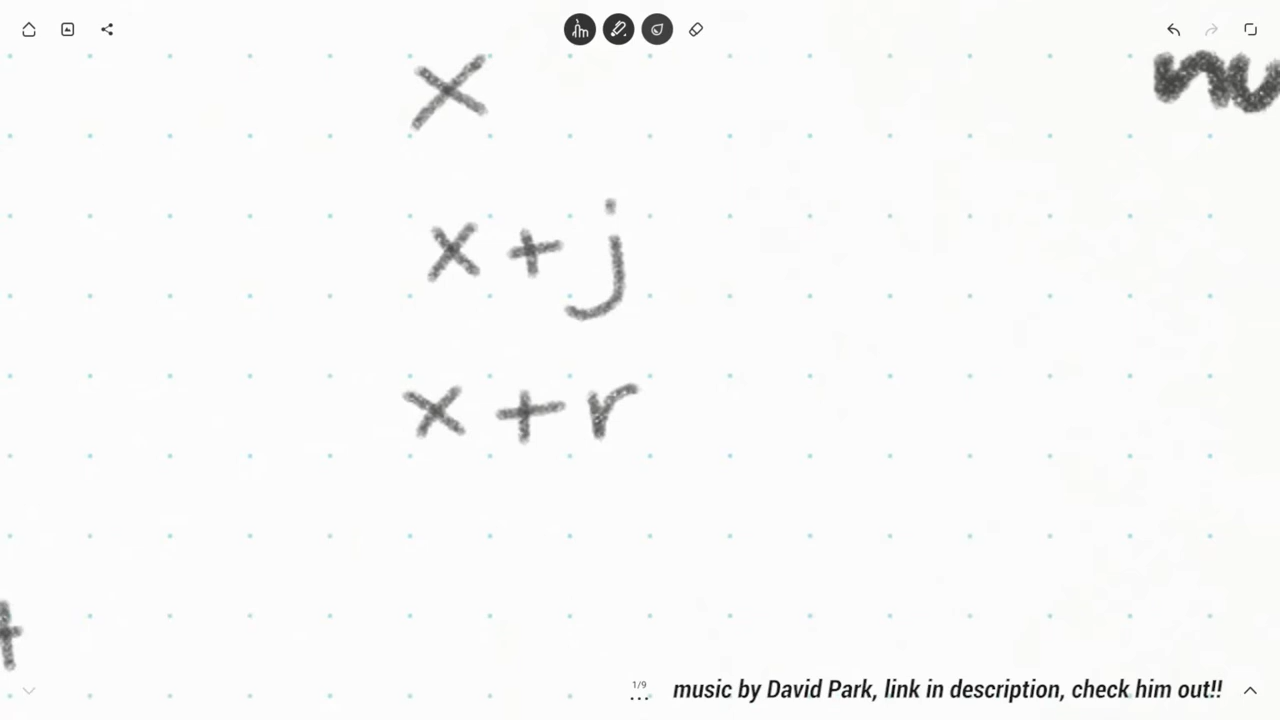 x
x + j
x + r
1/9
music by David Park, link in description, check him out!!